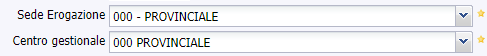 Sede Erogazione 000 - PROVINCIALE
Centro gestionale 000 PROVINCIALE